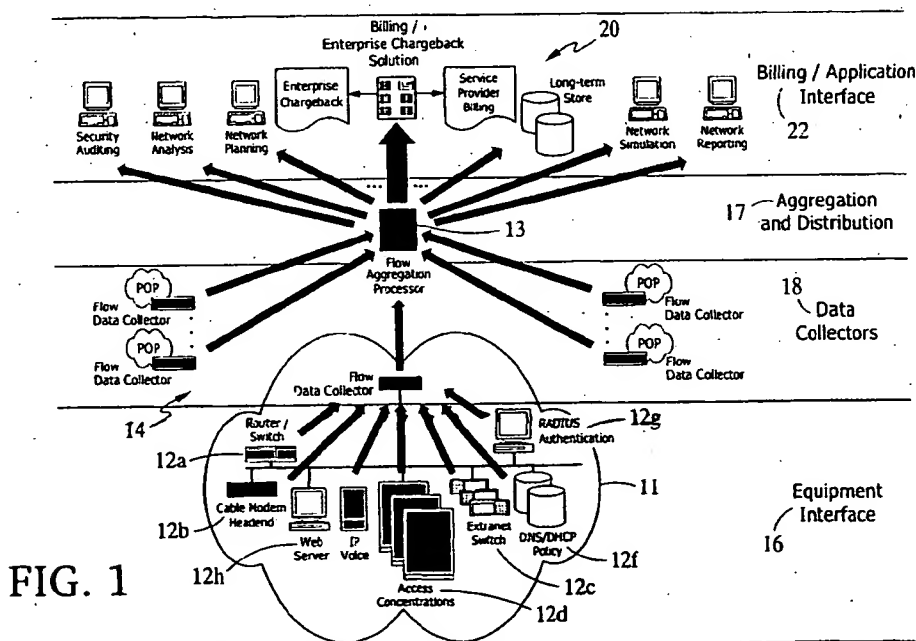 Billing /
Enterprise Chargeback
Solution
20
Billing / Application
Interface
22
Enterprise
Chargeback
Service
Provider
Billing
Long-term
Store
Security
Auditing
Network
Analysis
Network
Planning
Network
Simulation
Network
Reporting
17
Aggregation
and Distribution
13
Flow
Aggregation
Processor
18
Data
Collectors
POP
Flow
Data Collector
POP
Flow
Data Collector
POP
Flow
Data Collector
POP
Flow
Data Collector
14
Flow
Data Collector
Router /
Switch
12a
RADIUS
Authentication
12g
11
Equipment
Interface
16
Cable Modem
Headend
12b
Web
Server
12h
IP
Voice
Access
Concentrations
12d
Extranet
Switch
12c
DNS/DHCP
Policy
12f
FIG. 1